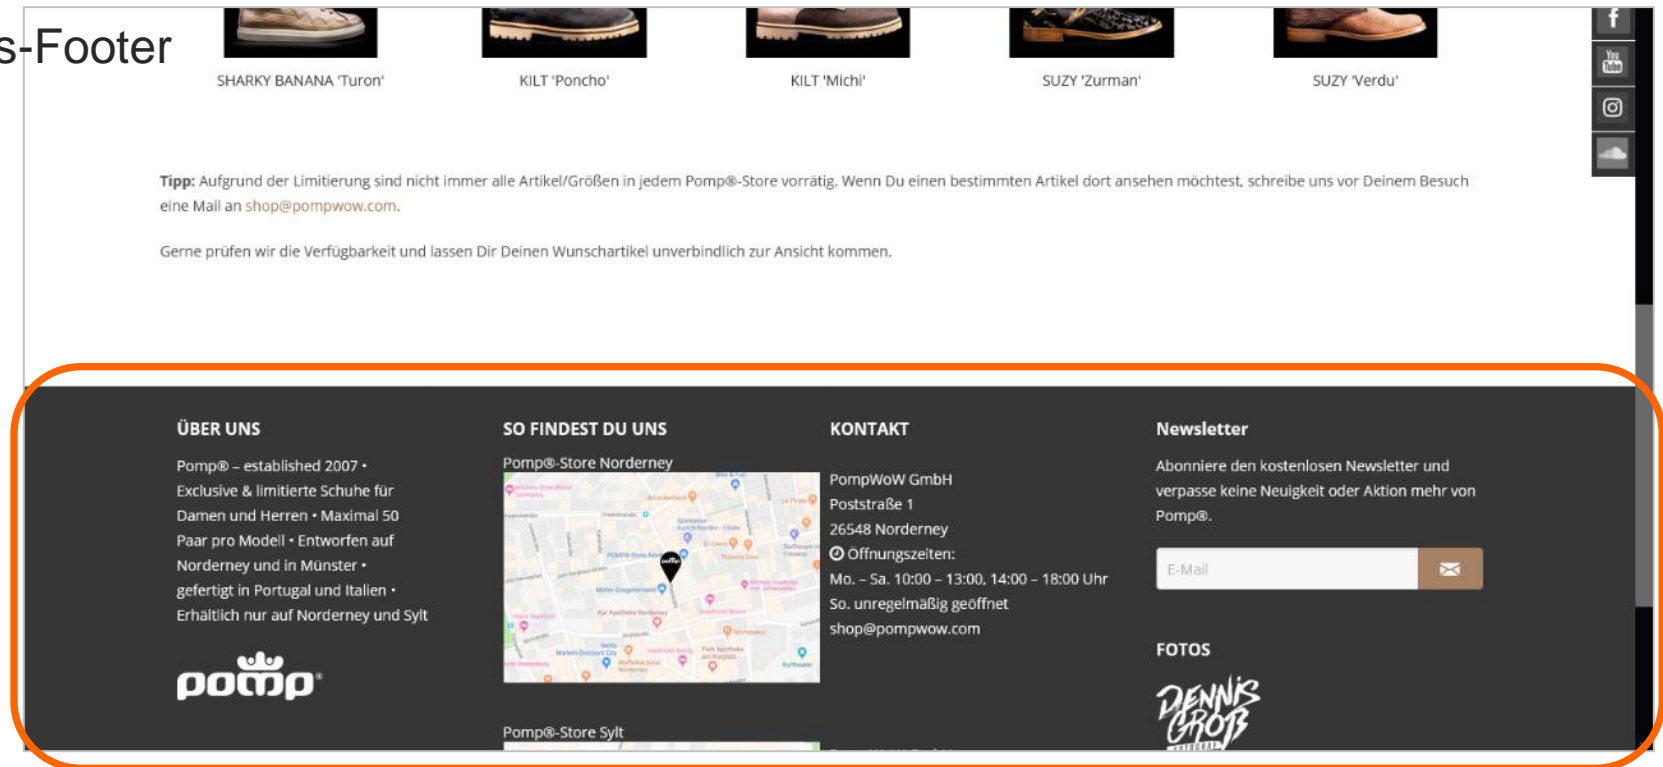 s-Footer
SHARKY BANANA 'Turon'
KILT 'Poncho'
KILT 'Michi'
SUZY 'Zurman'
SUZY 'Verdu'
f
You
Tube
Tipp: Aufgrund der Limitierung sind nicht immer alle Artikel/Größen in jedem Pomp®-Store vorrätig. Wenn Du einen bestimmten Artikel dort ansehen möchtest, schreibe uns vor Deinem Besuch
eine Mail an shop@pompwow.com.
Gerne prüfen wir die Verfügbarkeit und lassen Dir Deinen Wunschartikel unverbindlich zur Ansicht kommen.
ÜBER UNS
Pomp® – established 2007 •
Exclusive & limitierte Schuhe für
Damen und Herren • Maximal 50
Paar pro Modell • Entworfen auf
Norderney und in Münster •
gefertigt in Portugal und Italien •
Erhältlich nur auf Norderney und Sylt
pomp®
SO FINDEST DU UNS
Pomp®-Store Norderney
pomp
Pomp®-Store Sylt
KONTAKT
PompWoW GmbH
Poststraße 1
26548 Norderney
Öffnungszeiten:
Mo. – Sa. 10:00 – 13:00, 14:00 – 18:00 Uhr
So. unregelmäßig geöffnet
shop@pompwow.com
Newsletter
Abonniere den kostenlosen Newsletter und
verpasse keine Neuigkeit oder Aktion mehr von
Pomp®.
E-Mail
FOTOS
DENNIS
GROß